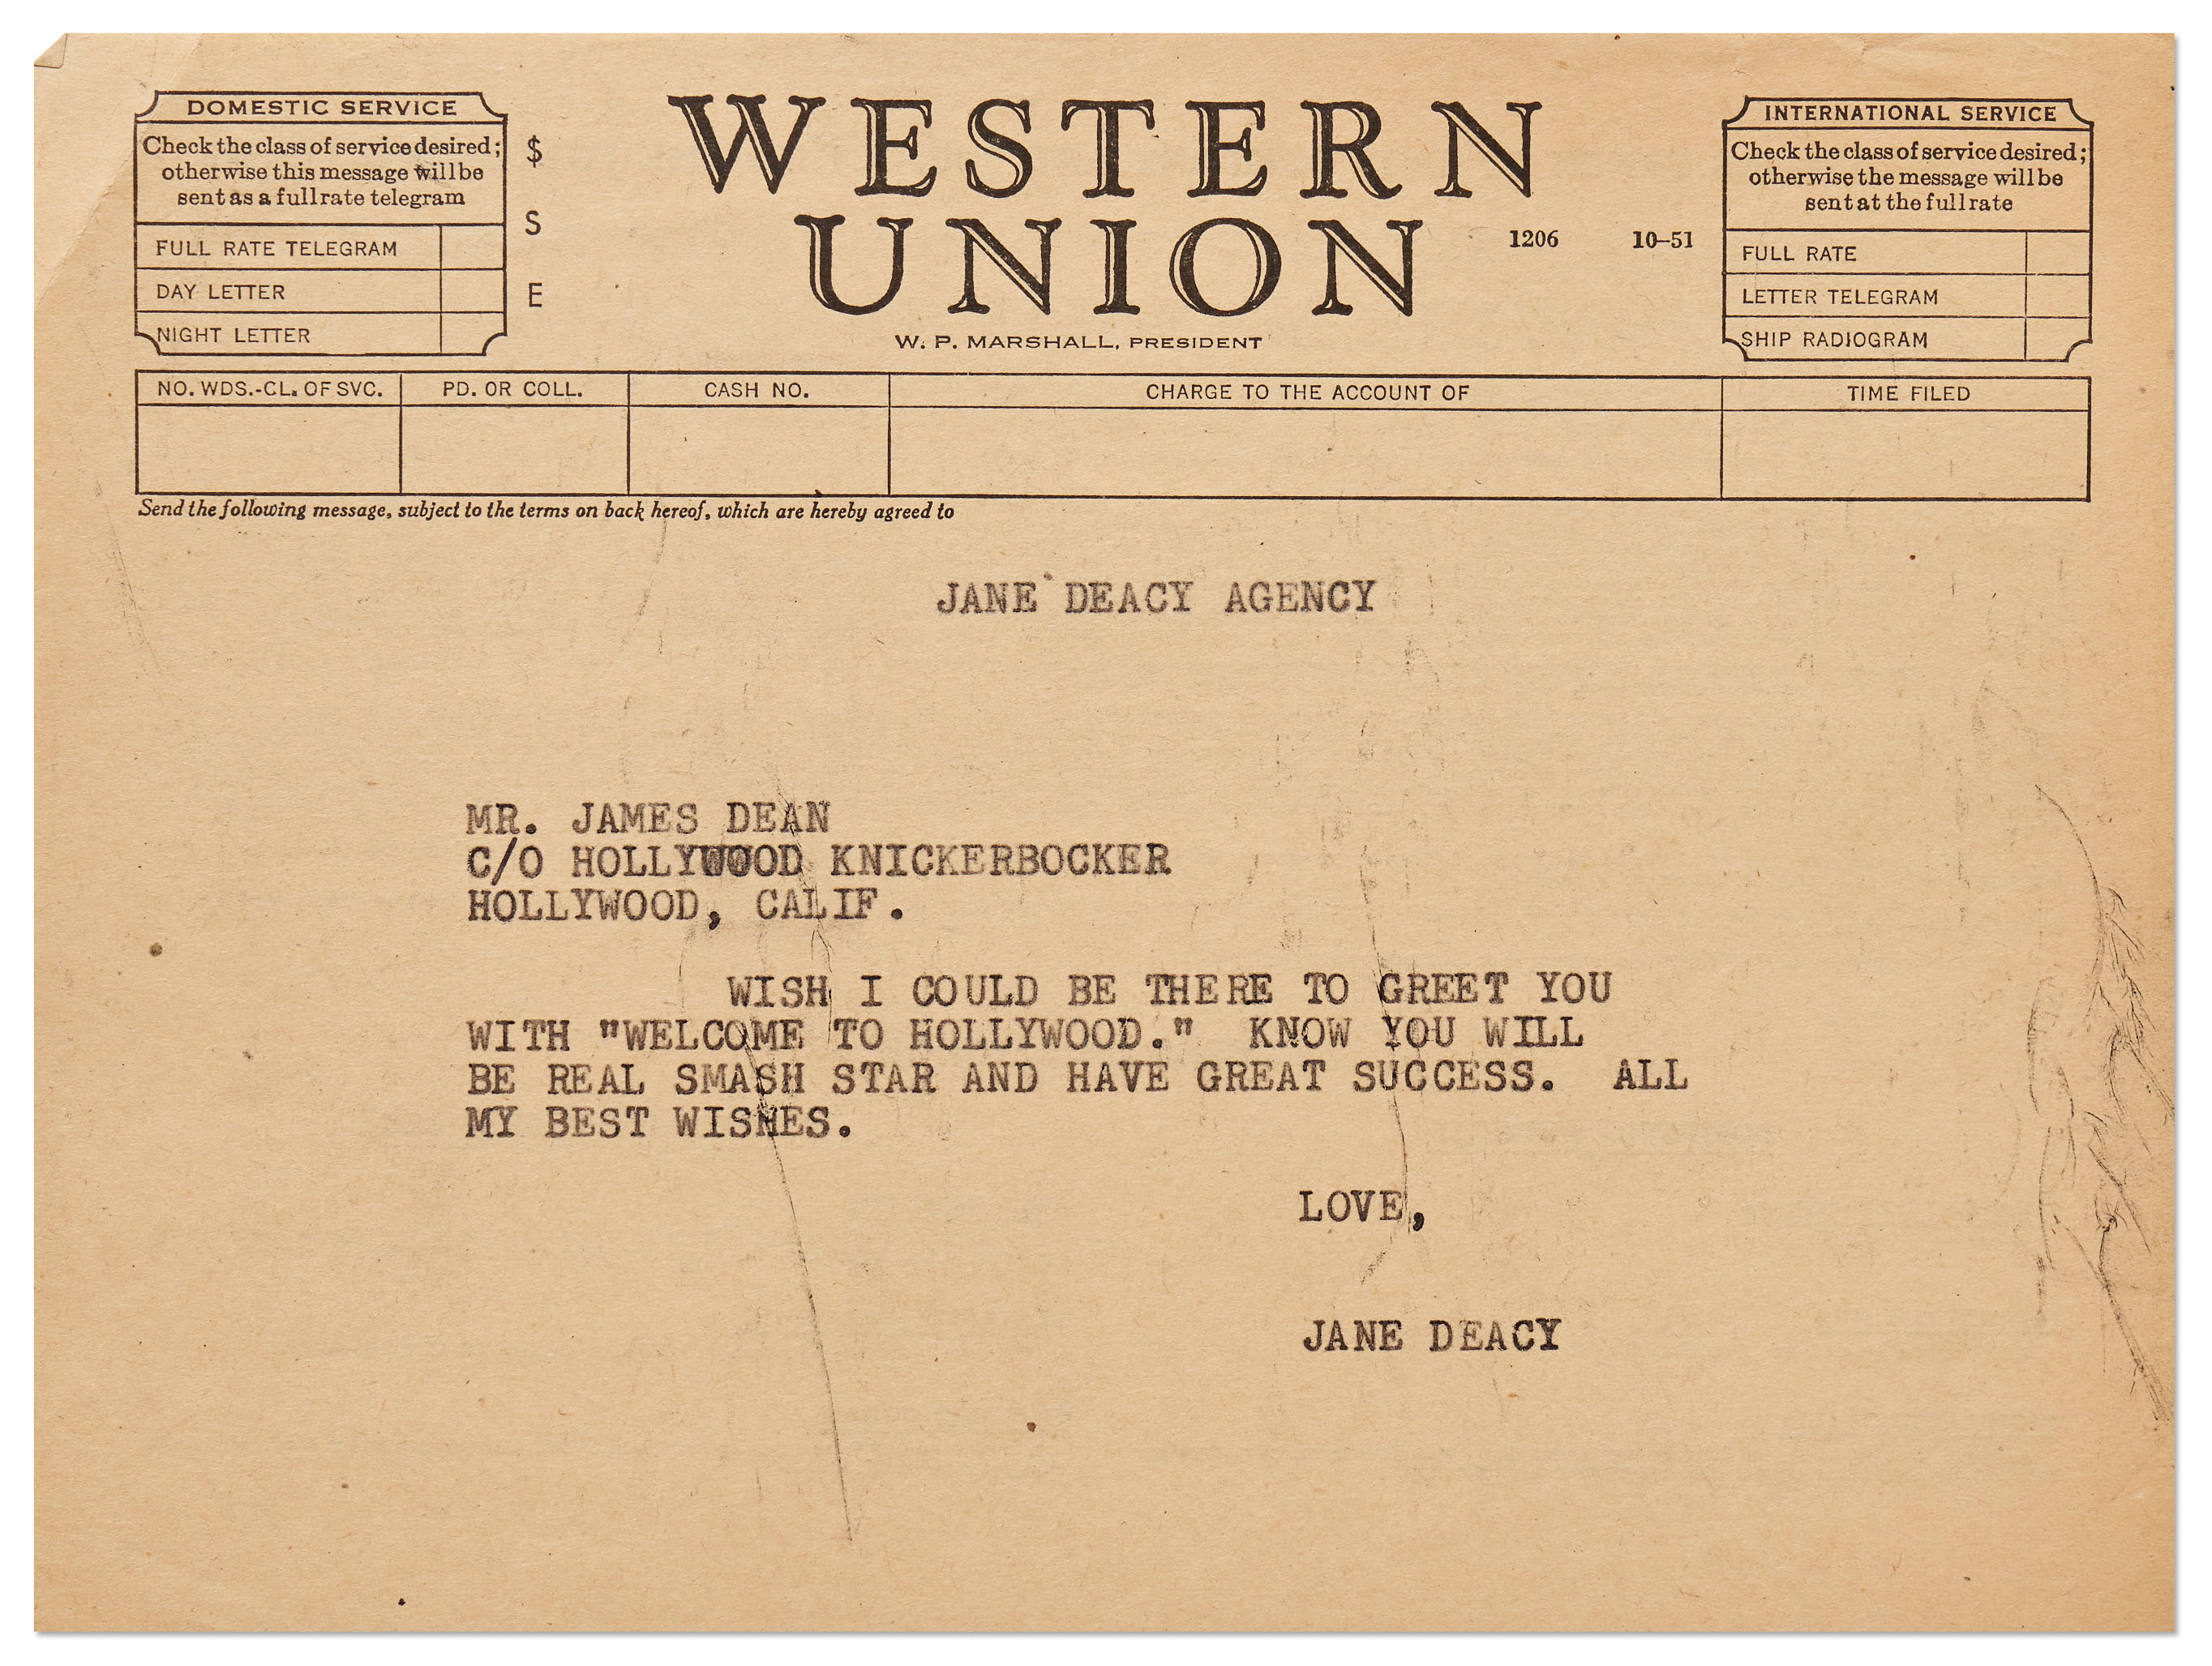 DOMESTIC SERVICE
Check the class of service desired;
otherwise this message will be
sent as a full rate telegram
FULL RATE TELEGRAM
DAY LETTER
NIGHT LETTER
$
S
E
WESTERN
UNION
1206 10-51
W. P. MARSHALL, PRESIDENT
INTERNATIONAL SERVICE
Check the class of service desired;
otherwise the message will be
sent at the full rate
FULL RATE
LETTER TELEGRAM
SHIP RADIOGRAM
NO. WDS.-CL. OF SVC. PD. OR COLL. CASH NO. CHARGE TO THE ACCOUNT OF TIME FILED
Send the following message, subject to the terms on back hereof, which are hereby agreed to
JANE DEACY AGENCY
MR. JAMES DEAN
C/O HOLLYWOOD KNICKERBOCKER
HOLLYWOOD, CALIF.
WISH I COULD BE THERE TO GREET YOU
WITH "WELCOME TO HOLLYWOOD." KNOW YOU WILL
BE REAL SMASH STAR AND HAVE GREAT SUCCESS. ALL
MY BEST WISHES.
LOVE,
JANE DEACY